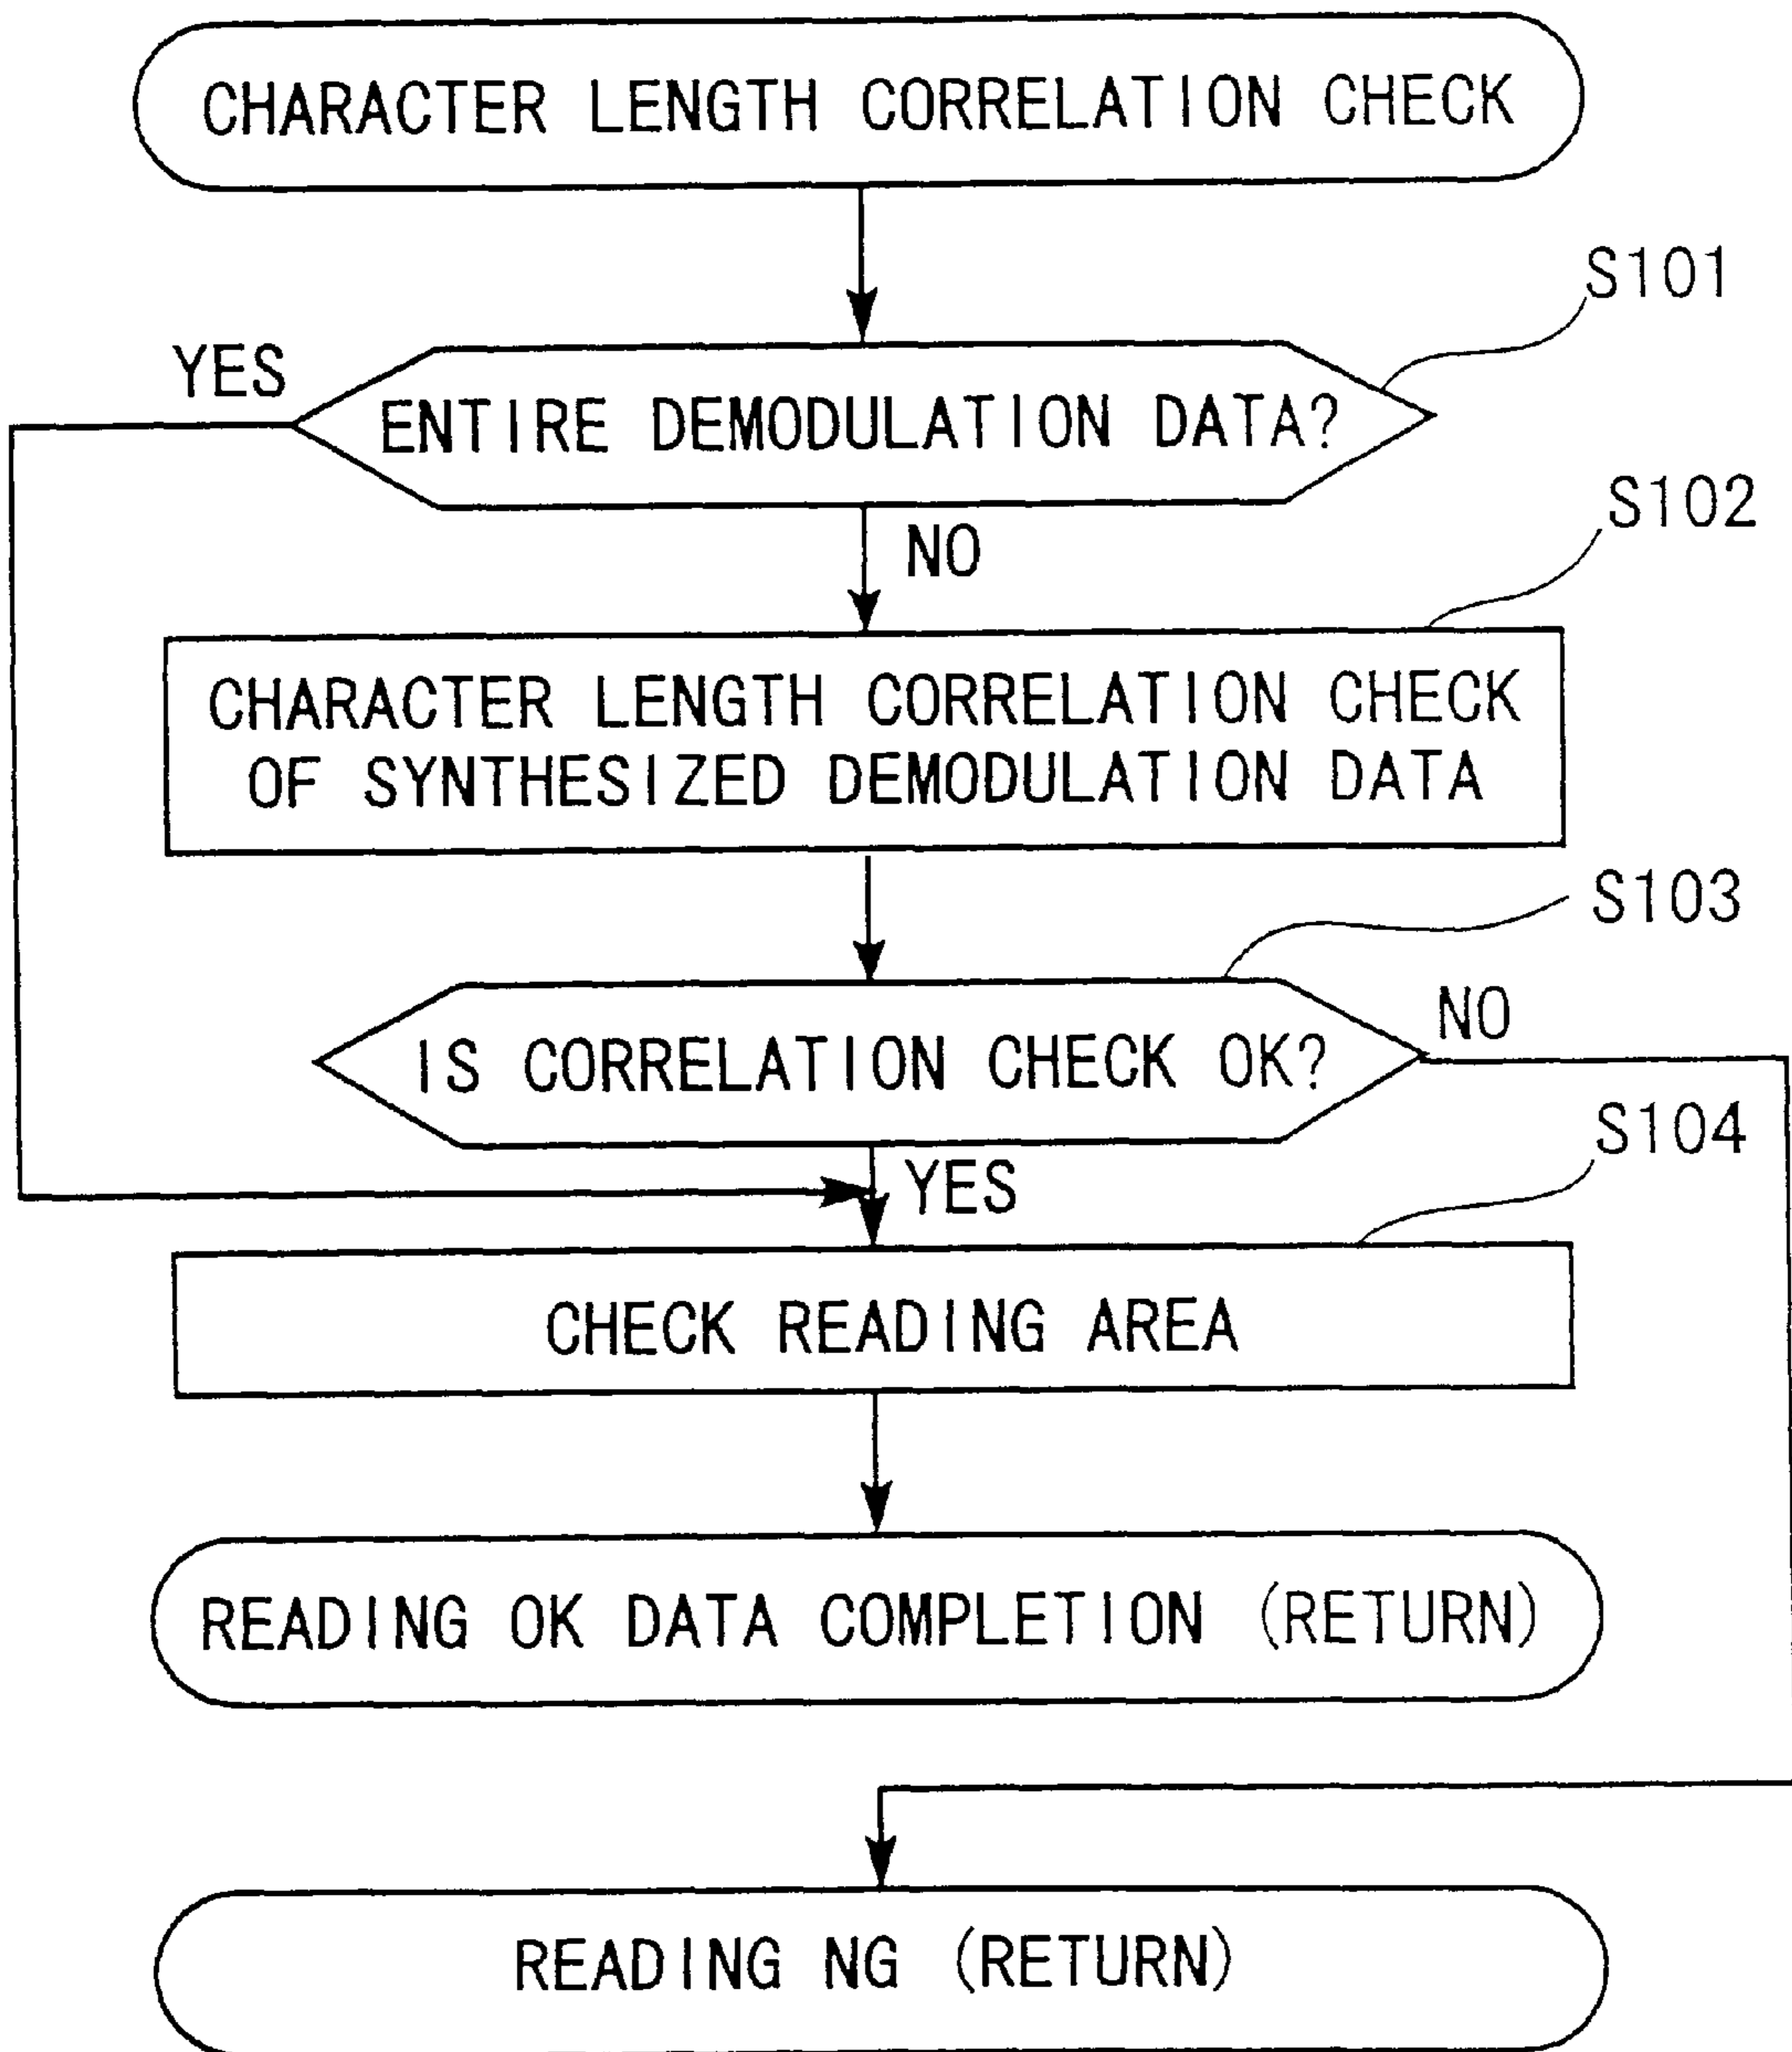 CHARACTER LENGTH CORRELATION CHECK
S101
YES
ENTIRE DEMODULATION DATA?
S102
NO
CHARACTER LENGTH CORRELATION CHECK
OF SYNTHESIZED DEMODULATION DATA
S103
NO
IS CORRELATION CHECK OK?
S104
YES
CHECK READING AREA
READING OK DATA COMPLETION (RETURN)
READING NG (RETURN)